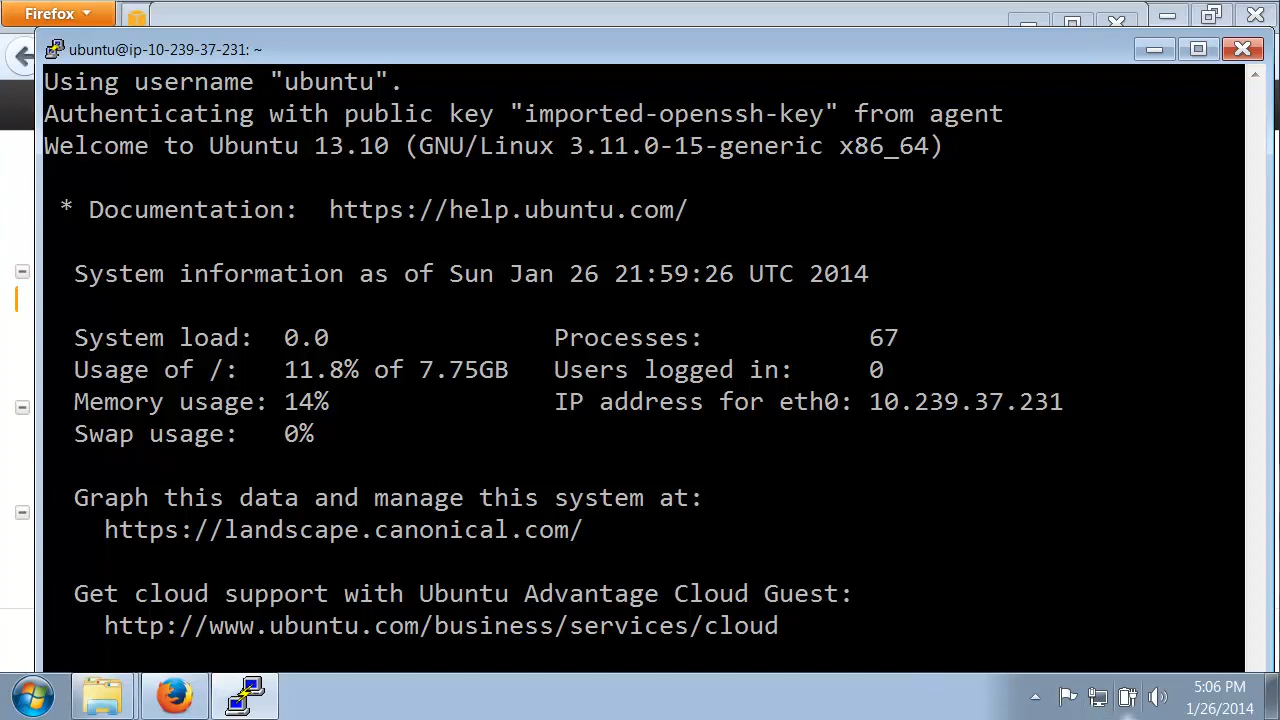 Firefox
ubuntu@ip-10-239-37-231: ~
Using username "ubuntu".
Authenticating with public key "imported-openssh-key" from agent
Welcome to Ubuntu 13.10 (GNU/Linux 3.11.0-15-generic x86_64)
* Documentation:  https://help.ubuntu.com/
System information as of Sun Jan 26 21:59:26 UTC 2014
System load:  0.0               Processes:           67
Usage of /:   11.8% of 7.75GB   Users logged in:     0
Memory usage: 14%               IP address for eth0: 10.239.37.231
Swap usage:   0%
Graph this data and manage this system at:
https://landscape.canonical.com/
Get cloud support with Ubuntu Advantage Cloud Guest:
http://www.ubuntu.com/business/services/cloud
5:06 PM
1/26/2014